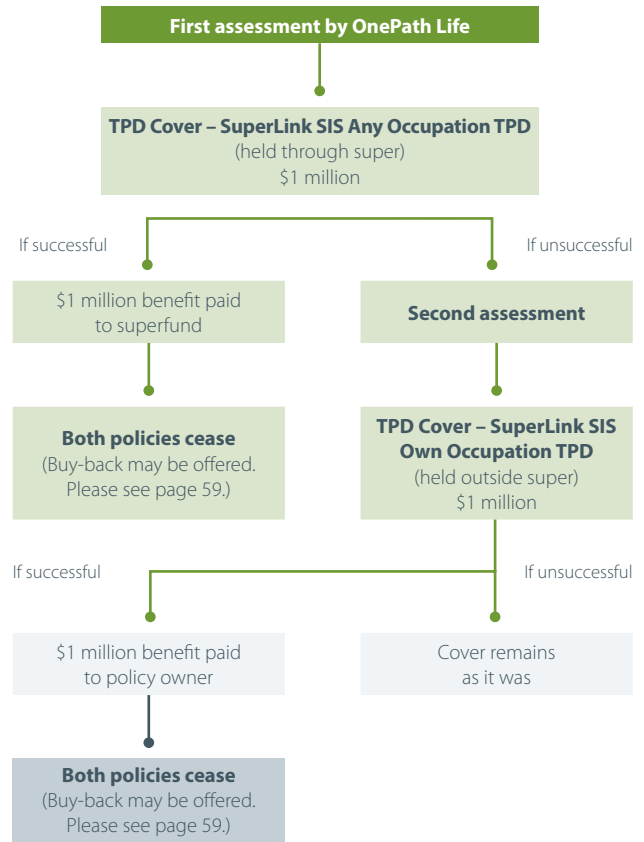 First assessment by OnePath Life
TPD Cover – SuperLink SIS Any Occupation TPD
(held through super)
$1 million
If successful
If unsuccessful
$1 million benefit paid
to superfund
Second assessment
Both policies cease
(Buy-back may be offered.
Please see page 59.)
TPD Cover – SuperLink SIS
Own Occupation TPD
(held outside super)
$1 million
If successful
If unsuccessful
$1 million benefit paid
to policy owner
Cover remains
as it was
Both policies cease
(Buy-back may be offered.
Please see page 59.)